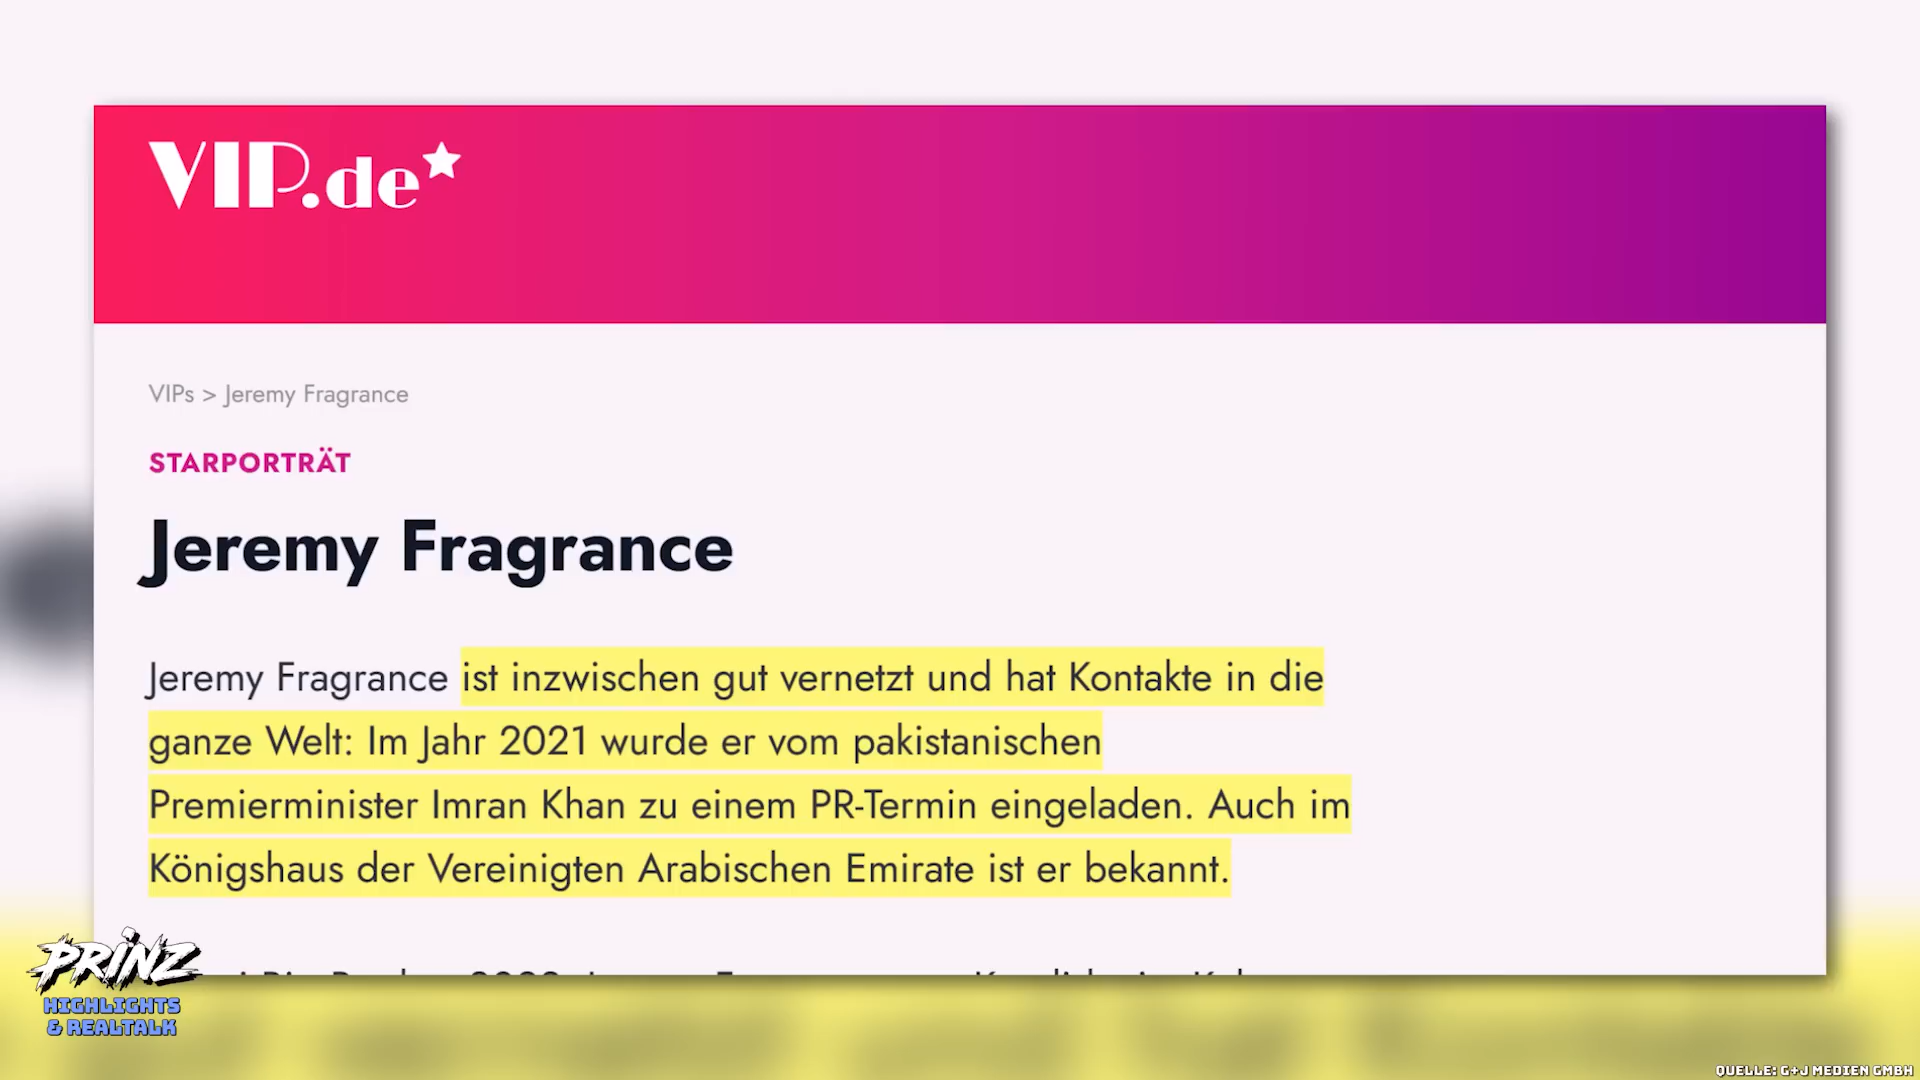 VIP.de
VIPs > Jeremy Fragrance
STARPORTRÄT
Jeremy Fragrance
Jeremy Fragrance ist inzwischen gut vernetzt und hat Kontakte in die
ganze Welt: Im Jahr 2021 wurde er vom pakistanischen
Premierminister Imran Khan zu einem PR-Termin eingeladen. Auch im
Königshaus der Vereinigten Arabischen Emirate ist er bekannt.
PRINZ
HIGHLIGHTS
& REALTALK
QUELLE: G+J MEDIEN GMBH